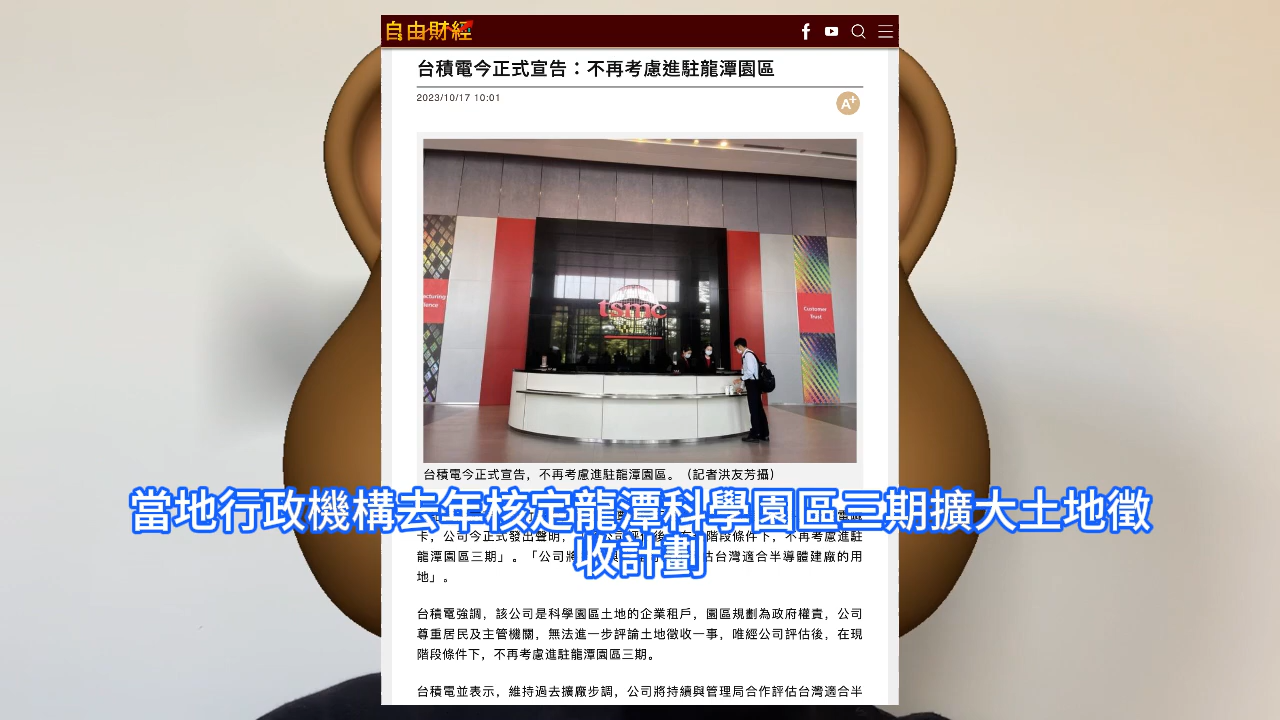 自由財經
台積電今正式宣告：不再考慮進駐龍潭園區
2023/10/17 10:01
A+
acturing
llence
tsmc
Customer
Trust
台積電今正式宣告，不再考慮進駐龍潭園區。（記者洪友芳攝）
當地行政機構去年核定龍潭科學園區三期擴大土地徵
收計劃
卡，公司今正式發出聲明，
階段條件下，不再考慮進駐
龍潭園區三期」。「公司將
估台灣適合半導體建廠的用
地」。
台積電強調，該公司是科學園區土地的企業租戶，園區規劃為政府權責，公司
尊重居民及主管機關，無法進一步評論土地徵收一事，唯經公司評估後，在現
階段條件下，不再考慮進駐龍潭園區三期。
台積電並表示，維持過去擴廠步調，公司將持續與管理局合作評估台灣適合半